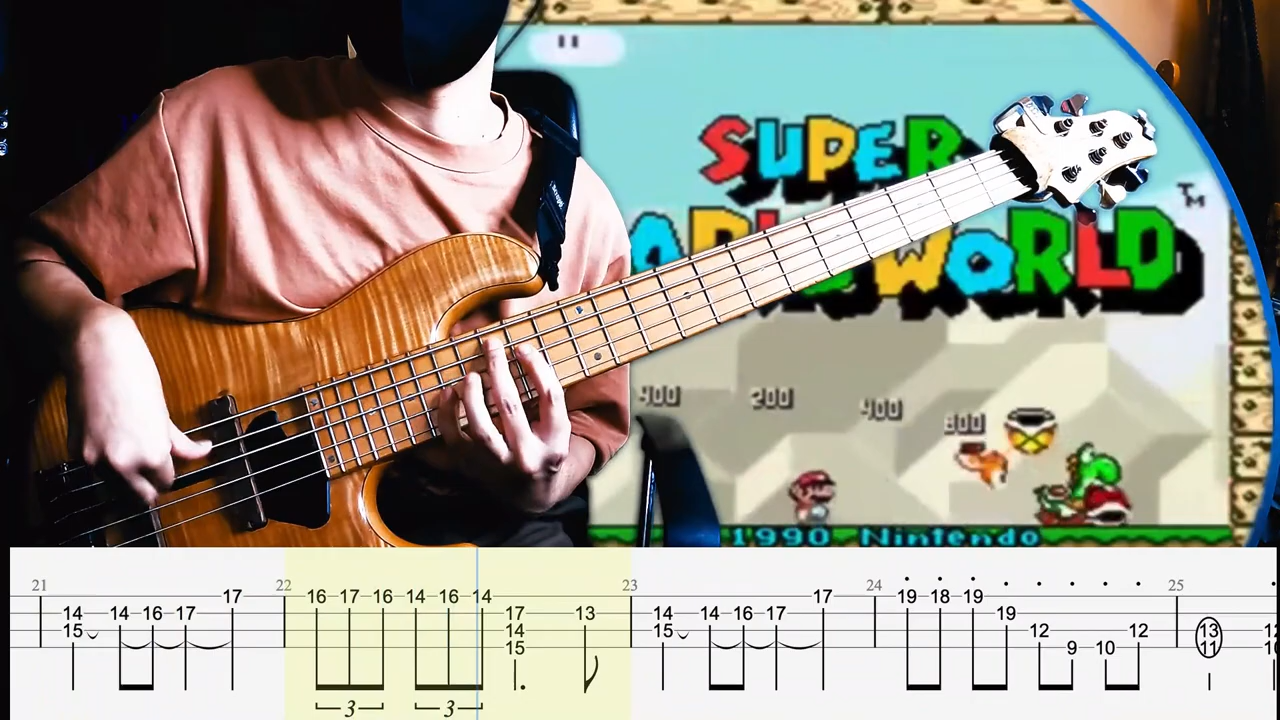 SUPER
WORLD
TM
400
200
400
800
1990 Nintendo
21 22 23 24 25
17 16 17 16 14 16 14 17 19 18 19
14 14 16 17 17 13 14 14 16 17 19
15 14 15 12 12 13 12
15 9 10 11 10
3 3